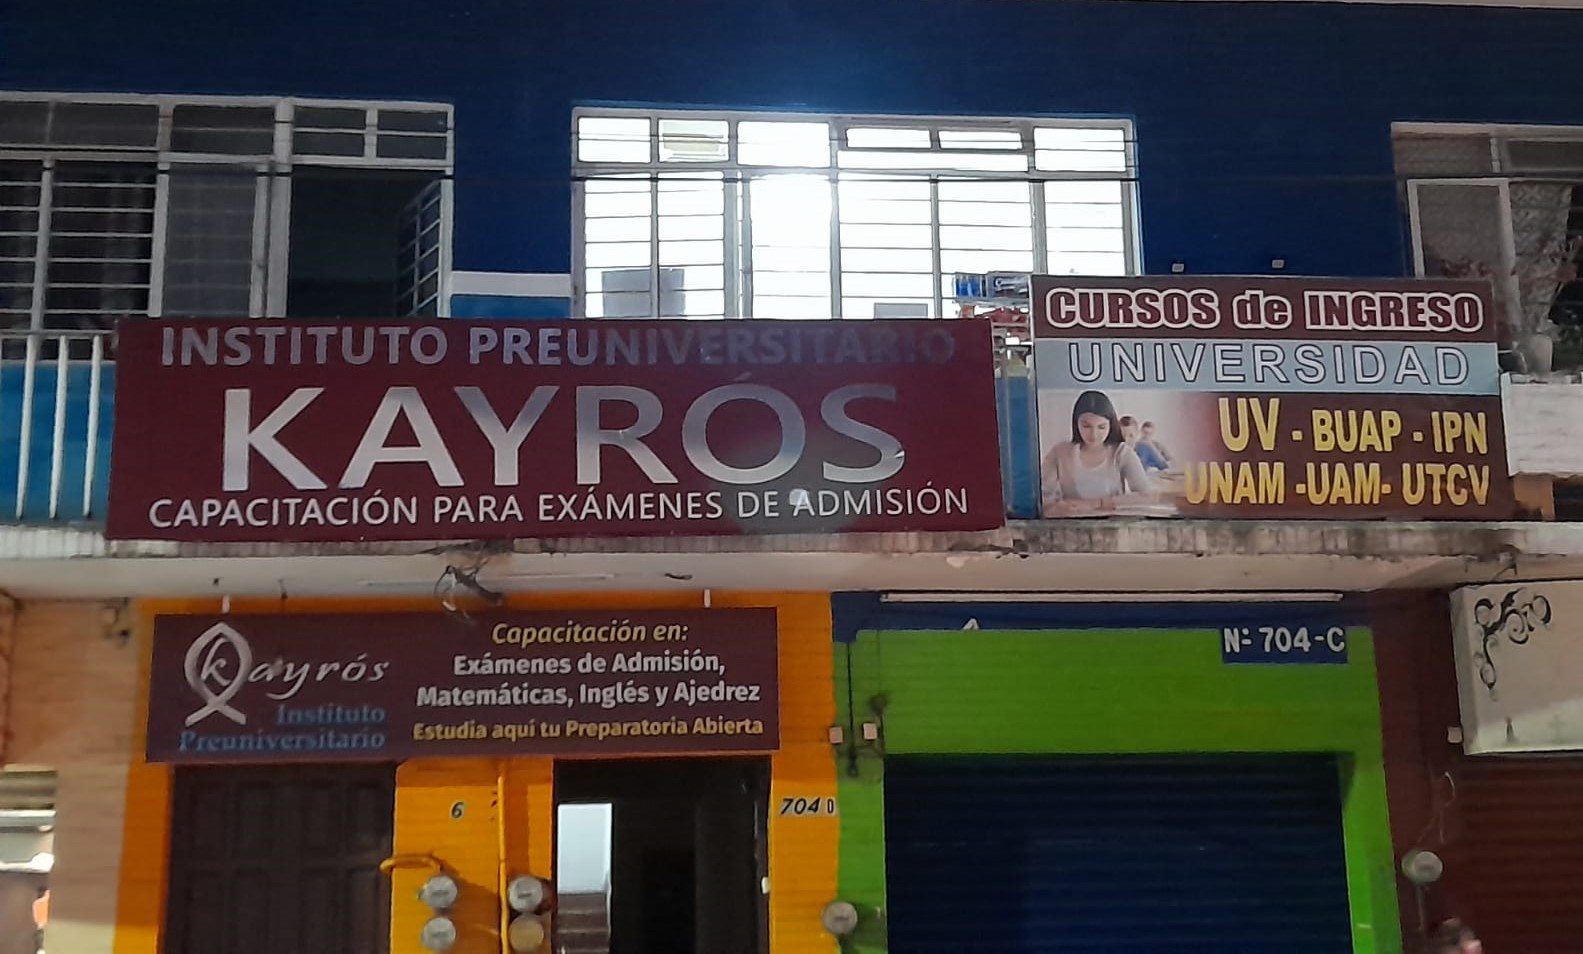 INSTITUTO PREUNIVERSITARIO
KAYRÓS
CAPACITACIÓN PARA EXÁMENES DE ADMISIÓN
CURSOS de INGRESO
UNIVERSIDAD
UV - BUAP - IPN
UNAM -UAM- UTCV
kayrós
Instituto
Preuniversitario
Capacitación en:
Exámenes de Admisión,
Matemáticas, Inglés y Ajedrez
Estudia aquí tu Preparatoria Abierta
Nº 704-C
6
704 D